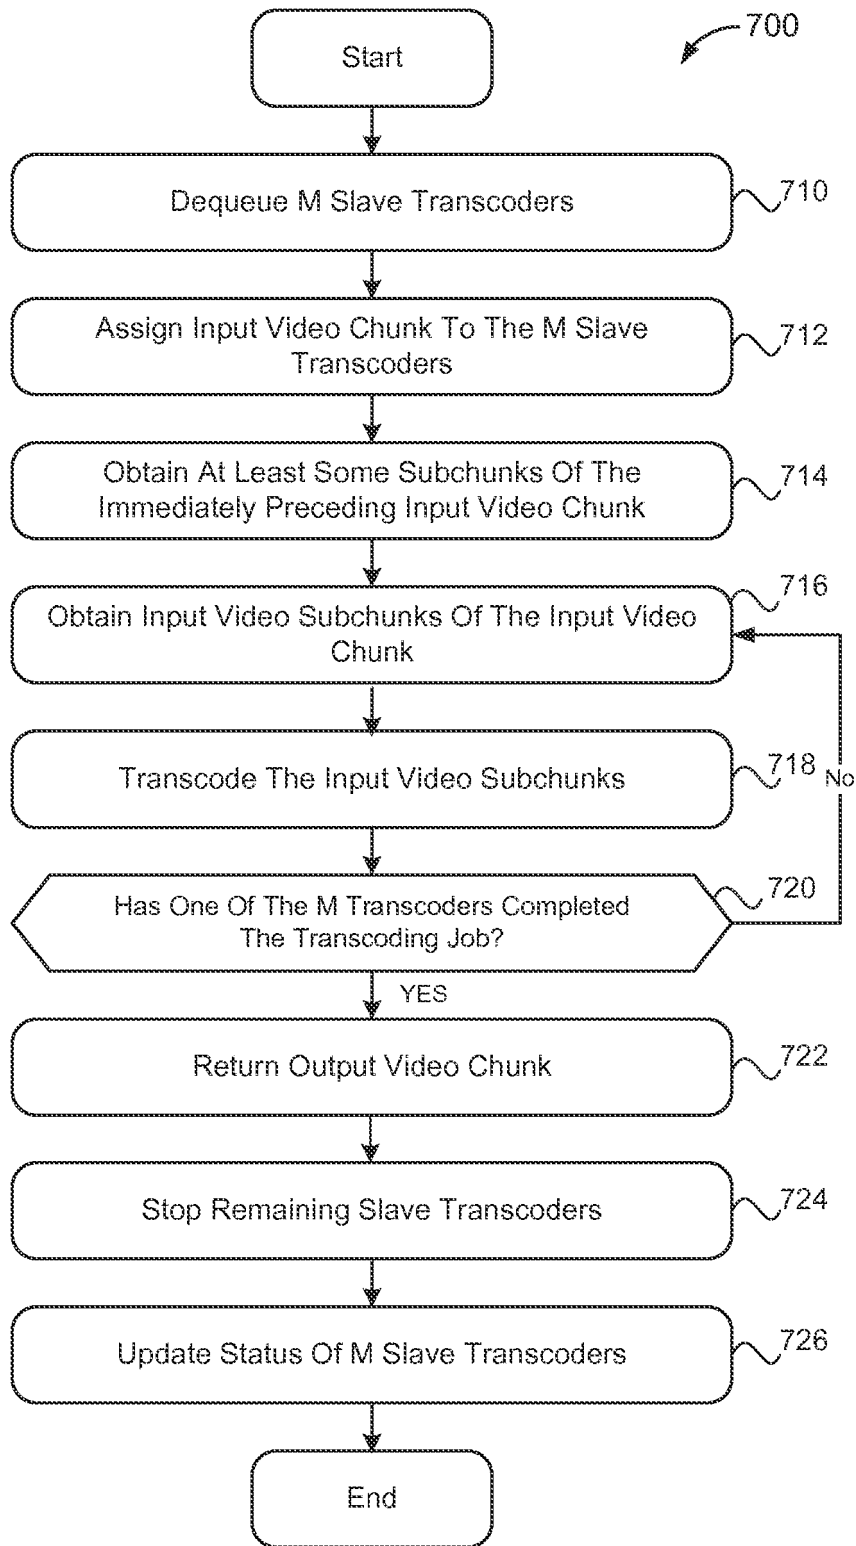 700
Start
Dequeue M Slave Transcoders
710
Assign Input Video Chunk To The M Slave
Transcoders
712
Obtain At Least Some Subchunks Of The
Immediately Preceding Input Video Chunk
714
Obtain Input Video Subchunks Of The Input Video
Chunk
716
Transcode The Input Video Subchunks
718
No
Has One Of The M Transcoders Completed
The Transcoding Job?
720
YES
Return Output Video Chunk
722
Stop Remaining Slave Transcoders
724
Update Status Of M Slave Transcoders
726
End